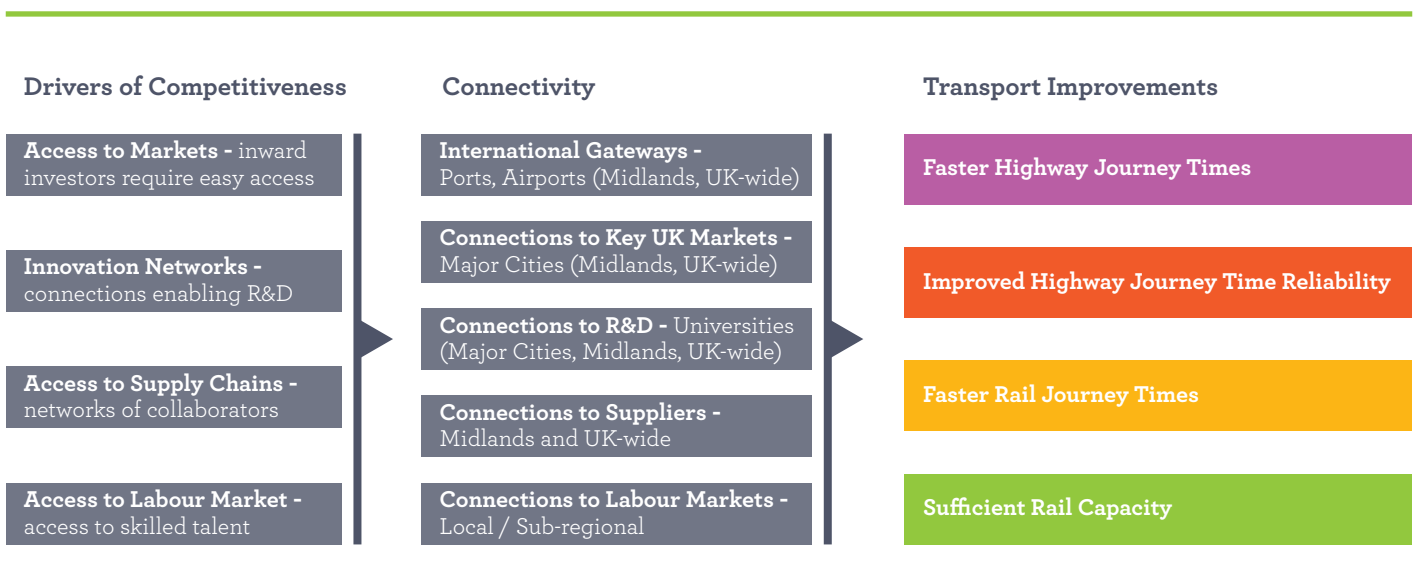 Drivers of Competitiveness
Access to Markets - inward
investors require easy access
Innovation Networks -
connections enabling R&D
Access to Supply Chains -
networks of collaborators
Access to Labour Market -
access to skilled talent
Connectivity
International Gateways -
Ports, Airports (Midlands, UK-wide)
Connections to Key UK Markets -
Major Cities (Midlands, UK-wide)
Connections to R&D - Universities
(Major Cities, Midlands, UK-wide)
Connections to Suppliers -
Midlands and UK-wide
Connections to Labour Markets -
Local / Sub-regional
Transport Improvements
Faster Highway Journey Times
Improved Highway Journey Time Reliability
Faster Rail Journey Times
Sufficient Rail Capacity